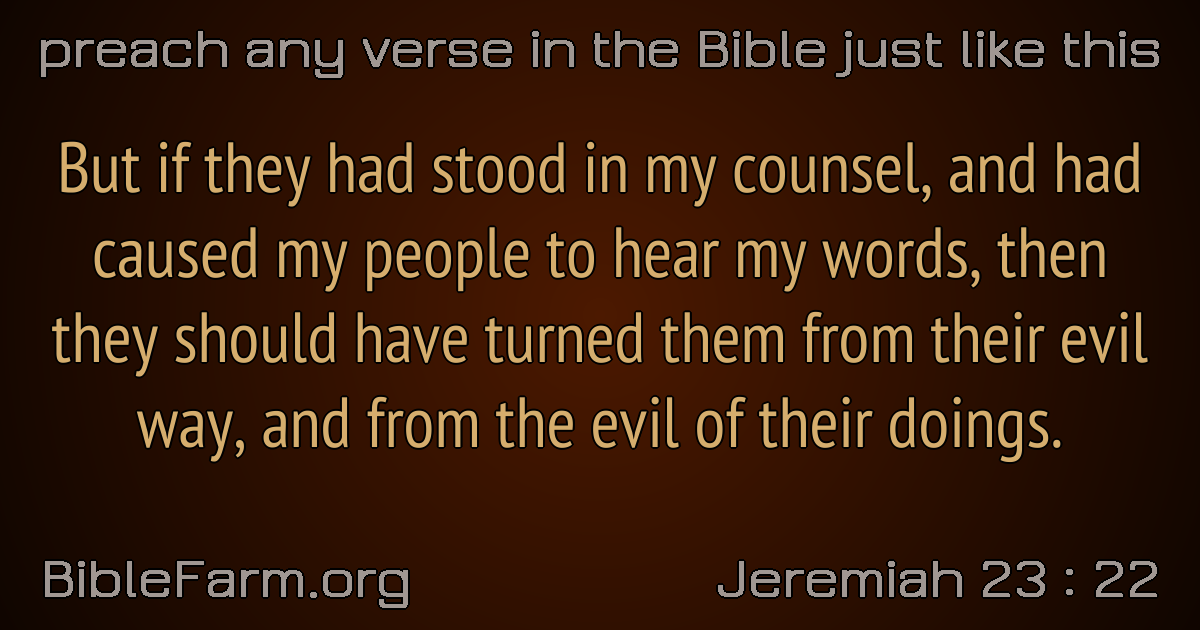 preach any verse in the Bible just like this
But if they had stood in my counsel, and had
caused my people to hear my words, then
they should have turned them from their evil
way, and from the evil of their doings.
BibleFarm.org
Jeremiah 23 : 22